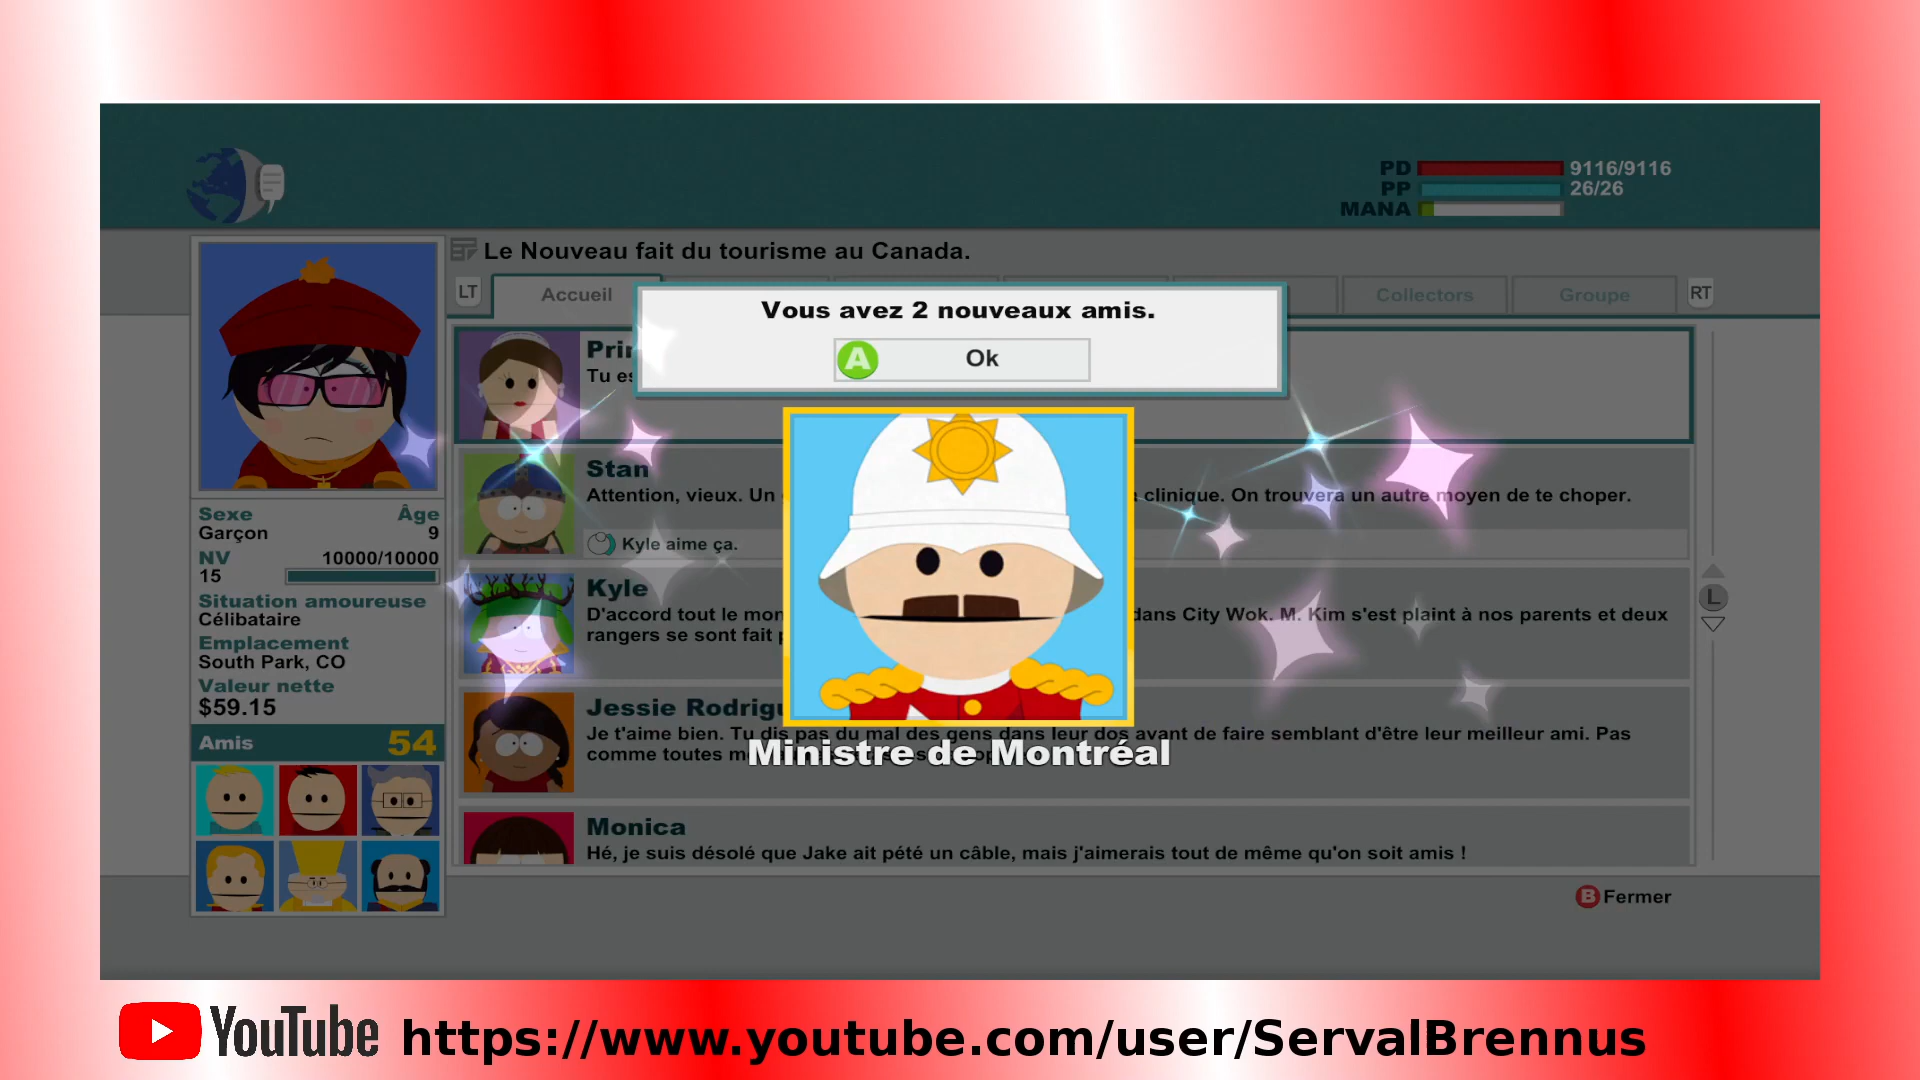 PD 9116/9116
PP 26/26
MANA
Le Nouveau fait du tourisme au Canada.
LT Accueil Collectors Groupe RT
Vous avez 2 nouveaux amis.
A Ok
Tu
Stan
Attention, vieux. Un clinique. On trouvera un autre moyen de te choper.
Kyle aime ça.
Kyle
D'accord tout le dans City Wok. M. Kim s'est plaint à nos parents et deux
rangers se sont fait
L
Jessie
Je t'aime bien. Tu dis pas du mal des gens dans leur dos avant de faire semblant d'être leur meilleur ami. Pas
comme toutes
Ministre de Montréal
Monica
Hé, je suis désolé que Jake ait pété un câble, mais j'aimerais tout de même qu'on soit amis !
Sexe Âge
Garçon 9
NV 10000/10000
15
Situation amoureuse
Célibataire
Emplacement
South Park, CO
Valeur nette
$59.15
Amis 54
B Fermer
YouTube https://www.youtube.com/user/ServalBrennus